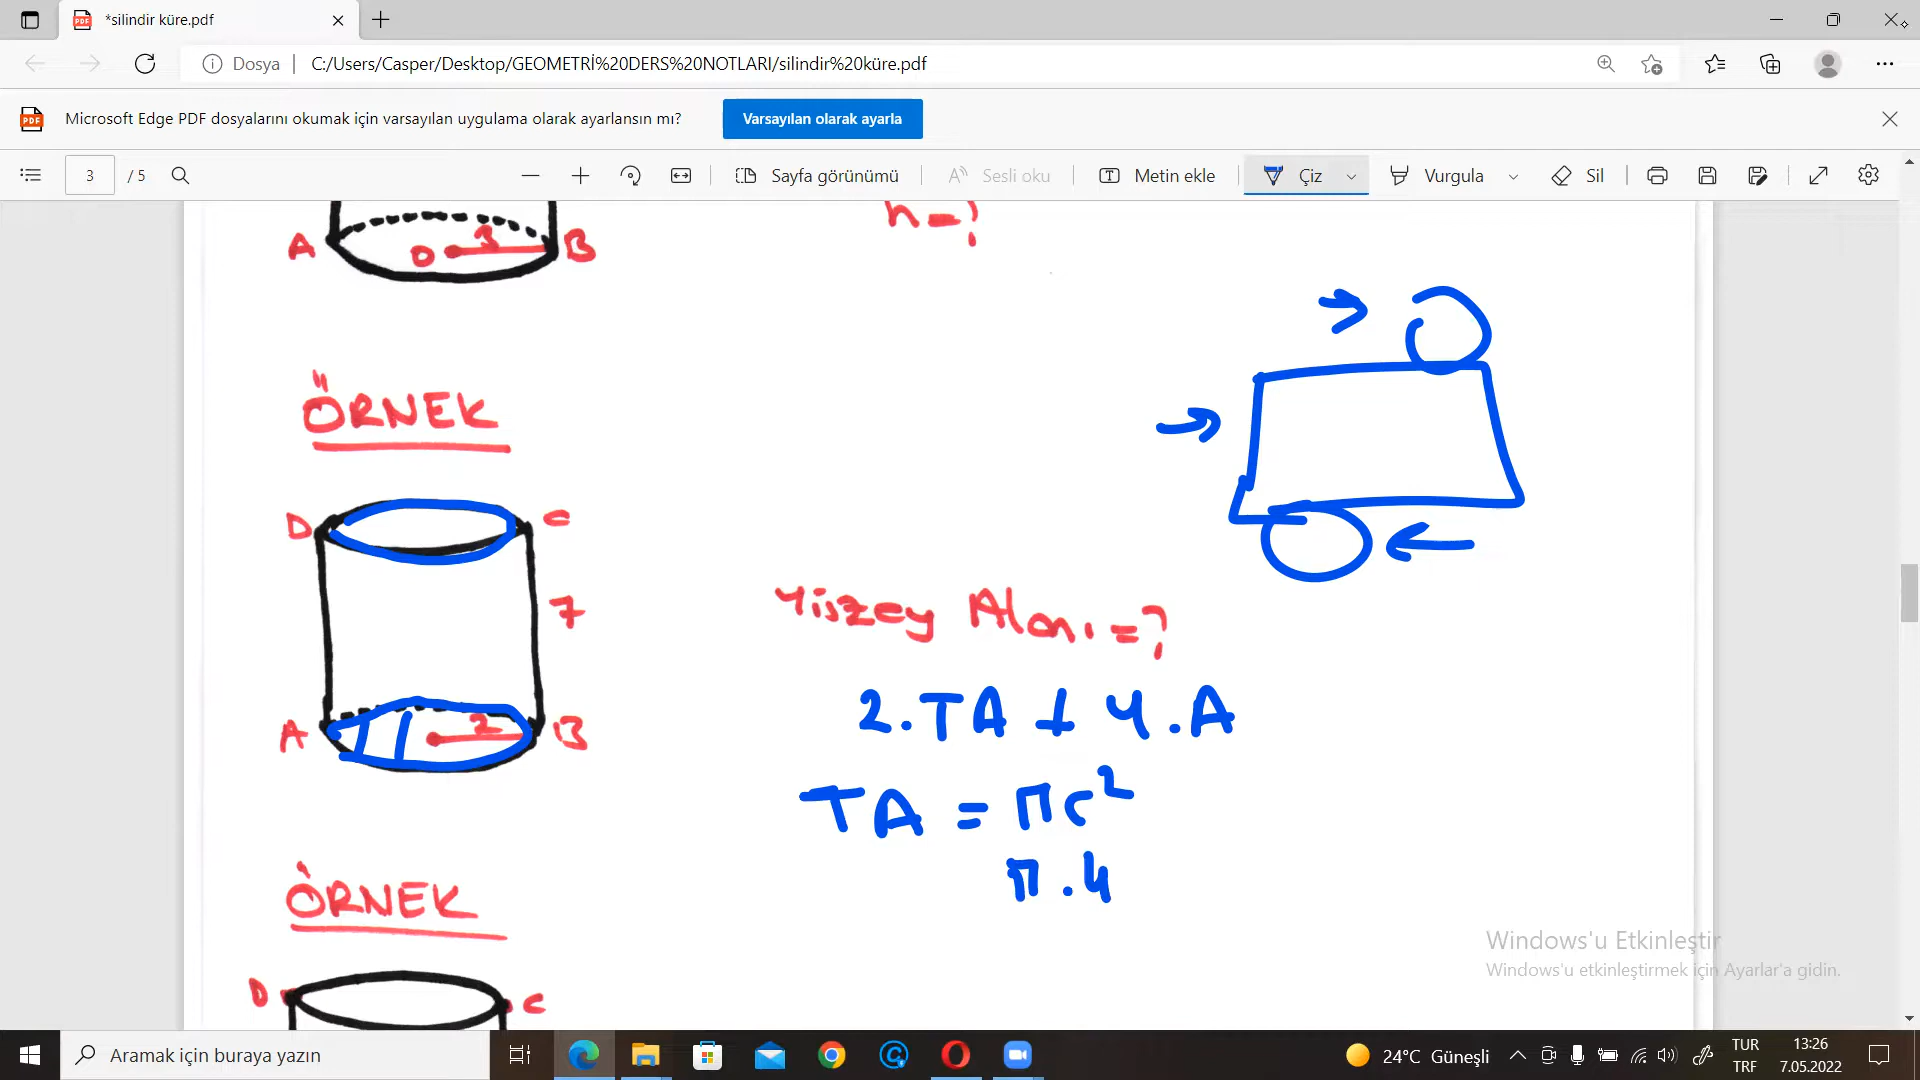 *silindir küre.pdf
Dosya C:/Users/Casper/Desktop/GEOMETRİ%20DERS%20NOTLARI/silindir%20küre.pdf
Microsoft Edge PDF dosyalarını okumak için varsayılan uygulama olarak ayarlansın mı? Varsayılan olarak ayarla
3 / 5 Sayfa görünümü Sesli oku Metin ekle Çiz Vurgula Sil
h=?
A O 3 B
ÖRNEK
D C
7
Yüzey Alanı=?
2.TA + Y.A
A 2 B
TA = πr²
π.4
ÖRNEK
D C
Windows'u Etkinleştir
Windows'u etkinleştirmek için Ayarlar'a gidin.
Aramak için buraya yazın
24°C Güneşli
TUR
TRF
13:26
7.05.2022